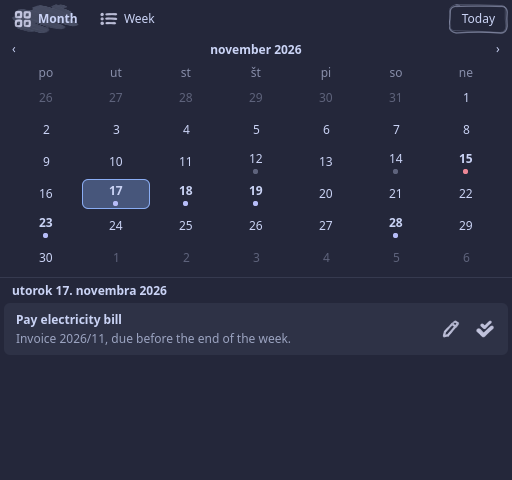 Month Week Today
‹ november 2026 ›
po ut st št pi so ne
26 27 28 29 30 31 1
2 3 4 5 6 7 8
9 10 11 12 13 14 15
16 17 18 19 20 21 22
23 24 25 26 27 28 29
30 1 2 3 4 5 6
utorok 17. novembra 2026
Pay electricity bill
Invoice 2026/11, due before the end of the week.